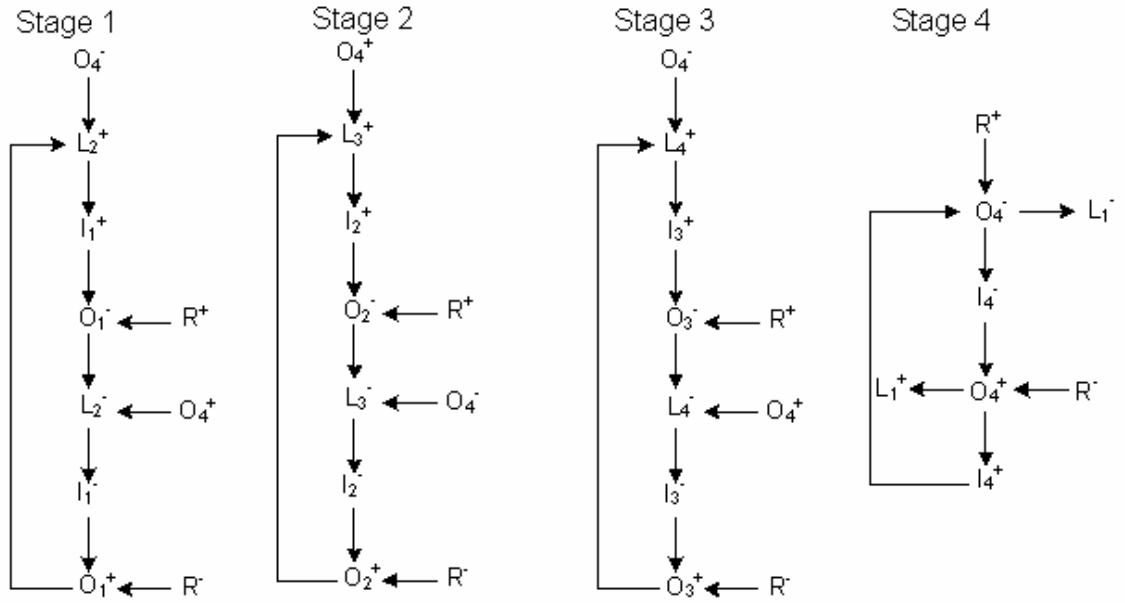 Stage 1
O₄⁻
L₂⁺
I₁⁺
O₁⁻ R⁺
L₂⁻ O₄⁺
I₁⁻
O₁⁺ R⁻
Stage 2
O₄⁺
L₃⁺
I₂⁺
O₂⁻ R⁺
L₃⁻ O₄⁻
I₂⁻
O₂⁺ R⁻
Stage 3
O₄⁻
L₄⁺
I₃⁺
O₃⁻ R⁺
L₄⁻ O₄⁺
I₃⁻
O₃⁺ R⁻
Stage 4
R⁺
O₄⁻ L₁⁻
I₄⁻
L₁⁺ O₄⁺ R⁻
I₄⁺